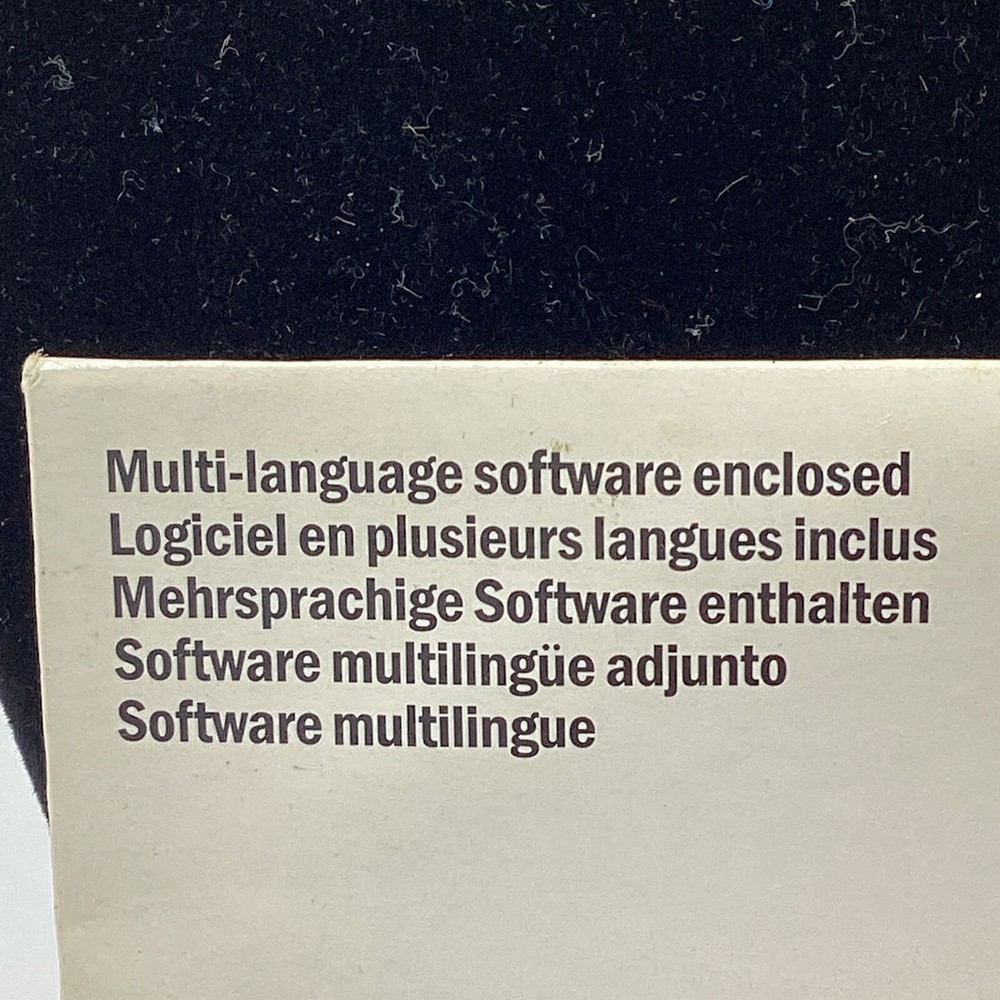 Multi-language software enclosed
Logiciel en plusieurs langues inclus
Mehrsprachige Software enthalten
Software multilingüe adjunto
Software multilingue